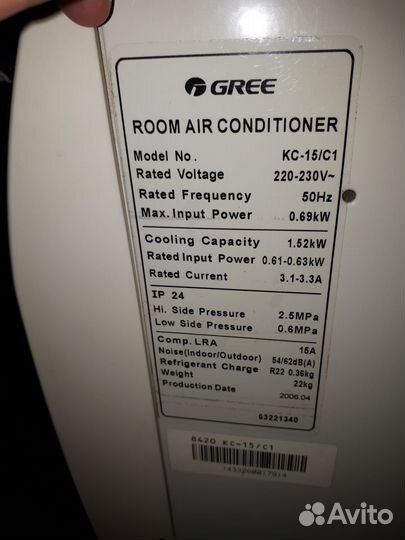 GREE
ROOM AIR CONDITIONER
Model No. KC-15/C1
Rated Voltage 220-230V~
Rated Frequency 50Hz
Max. Input Power 0.69kW
Cooling Capacity 1.52kW
Rated Input Power 0.61-0.63kW
Rated Current 3.1-3.3A
IP 24
Hi. Side Pressure 2.5MPa
Low Side Pressure 0.6MPa
Comp. LRA 15A
Noise(Indoor/Outdoor) 54/62dB(A)
Refrigerant Charge R22 0.36kg
Weight 22kg
Production Date 2006.04
63221340
8420 KC-15/C1
Avito